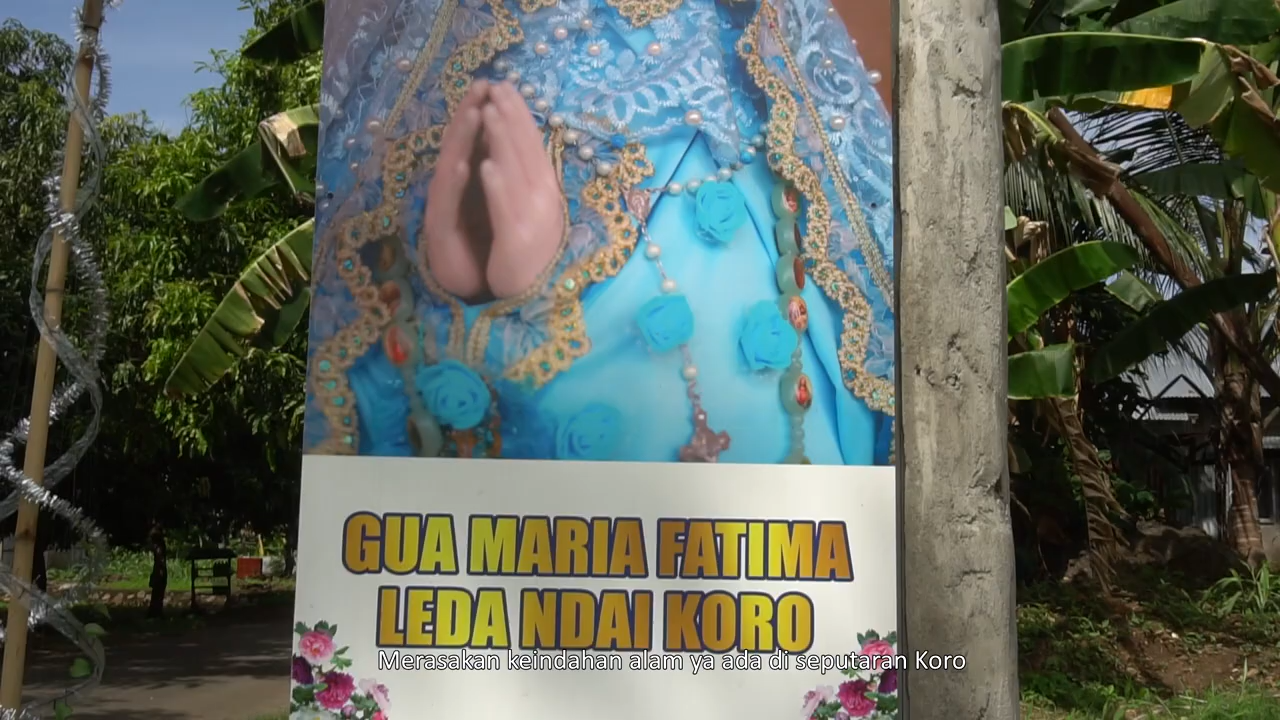 GUA MARIA FATIMA
LEDA NDAI KORO
Merasakan keindahan alam ya ada di seputaran Koro